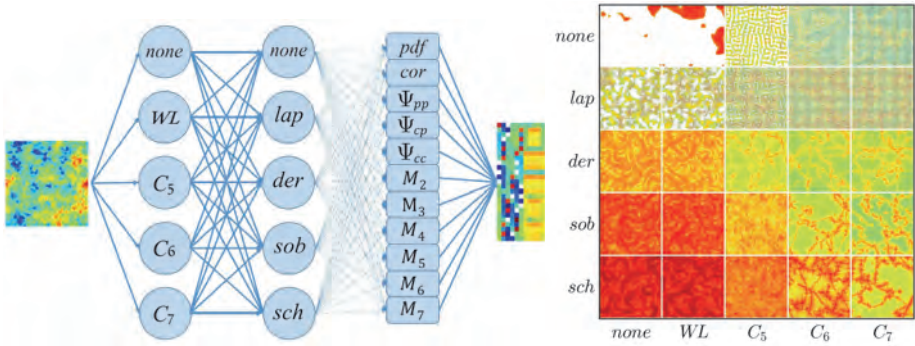 none
WL
C₅
C₆
C₇
none
lap
der
sob
sch
pdf
cor
Ψpp
Ψcp
Ψcc
M₂
M₃
M₄
M₅
M₆
M₇
none
lap
der
sob
sch
none WL C₅ C₆ C₇